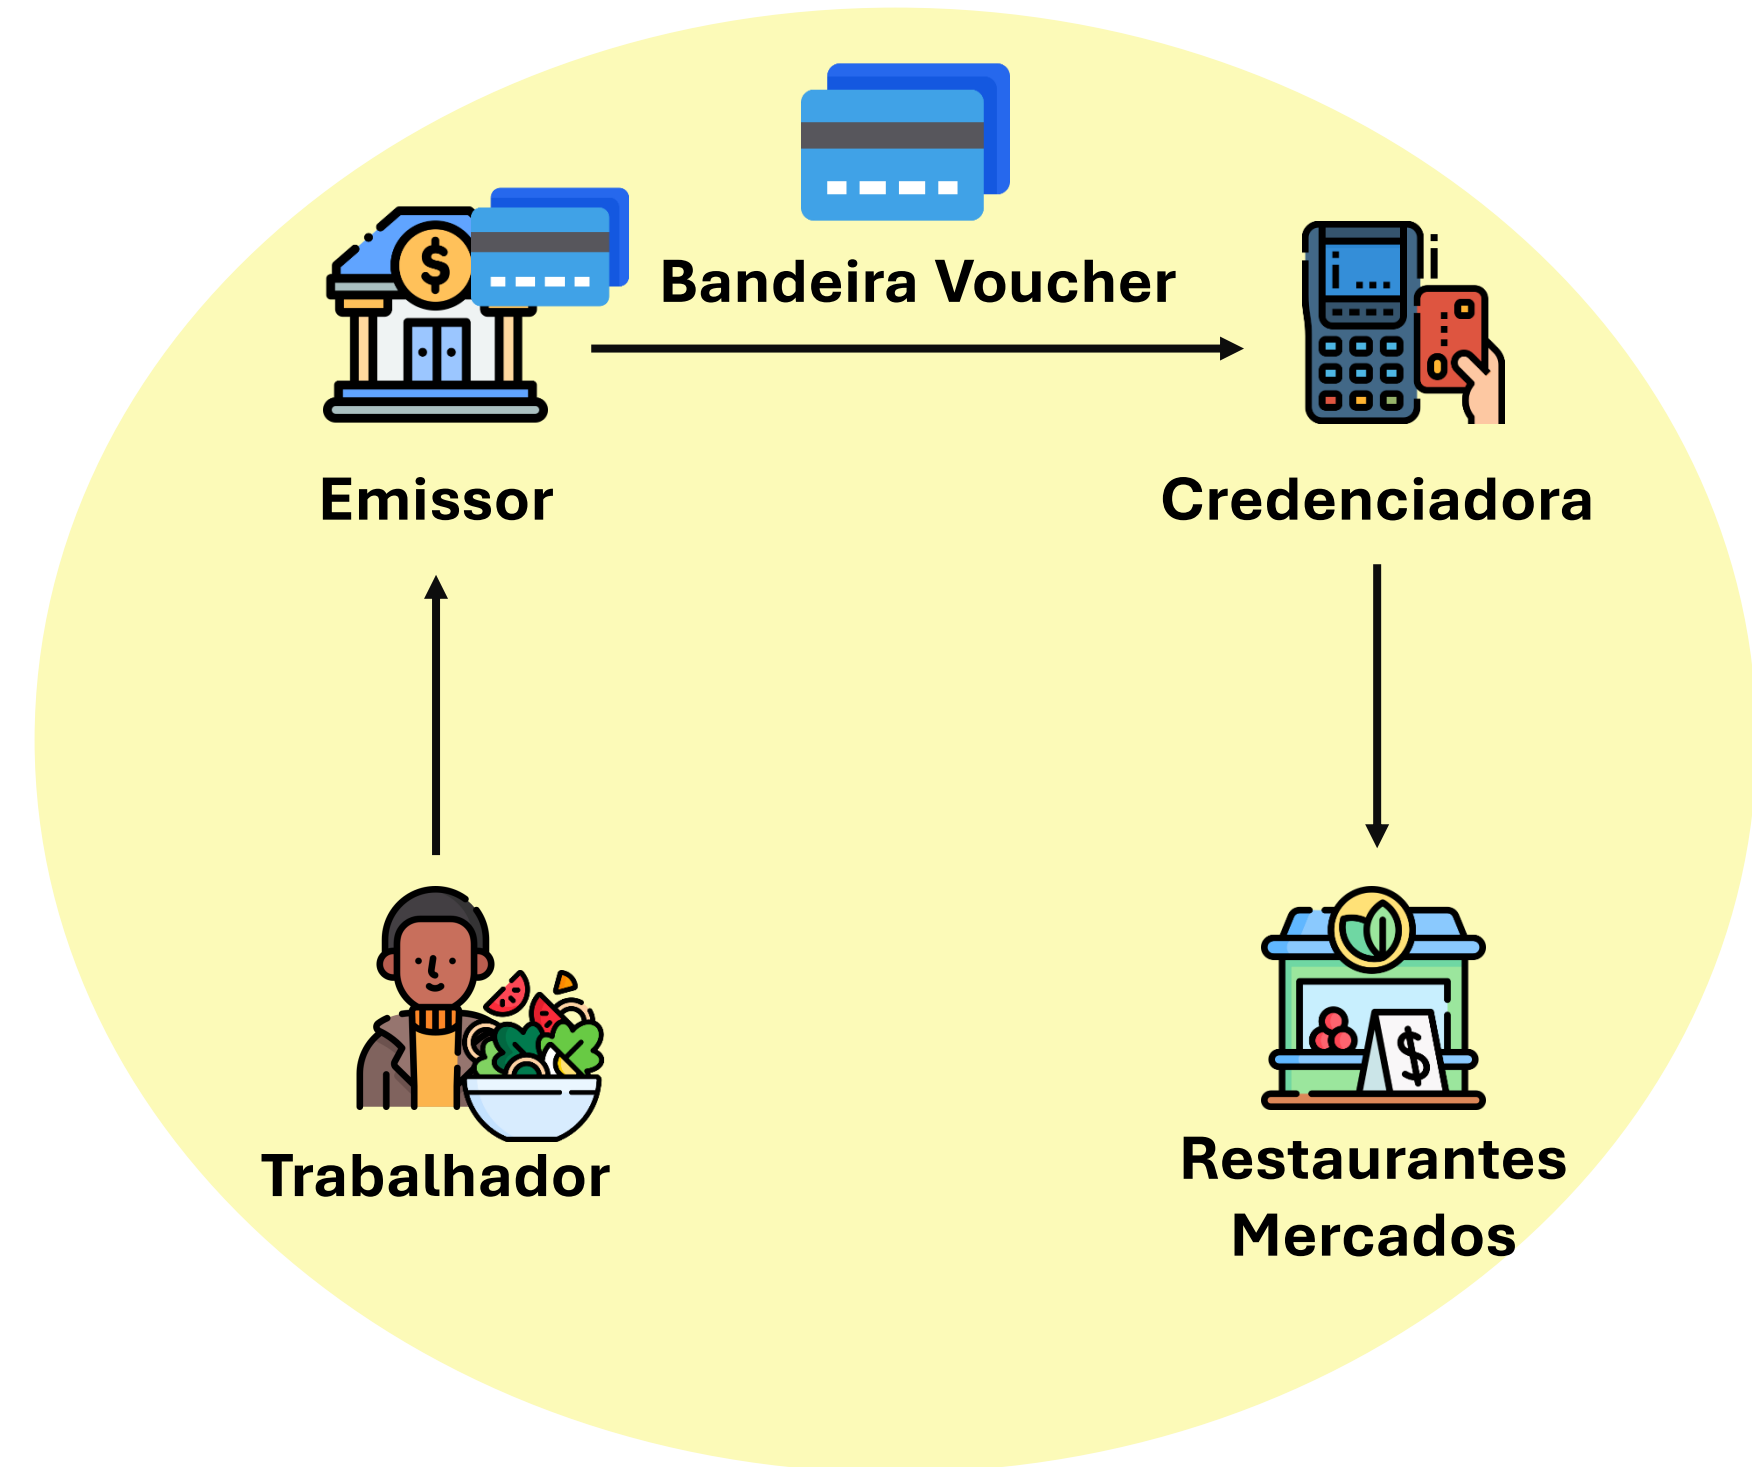 Bandeira Voucher
Emissor
Credenciadora
Trabalhador
Restaurantes
Mercados